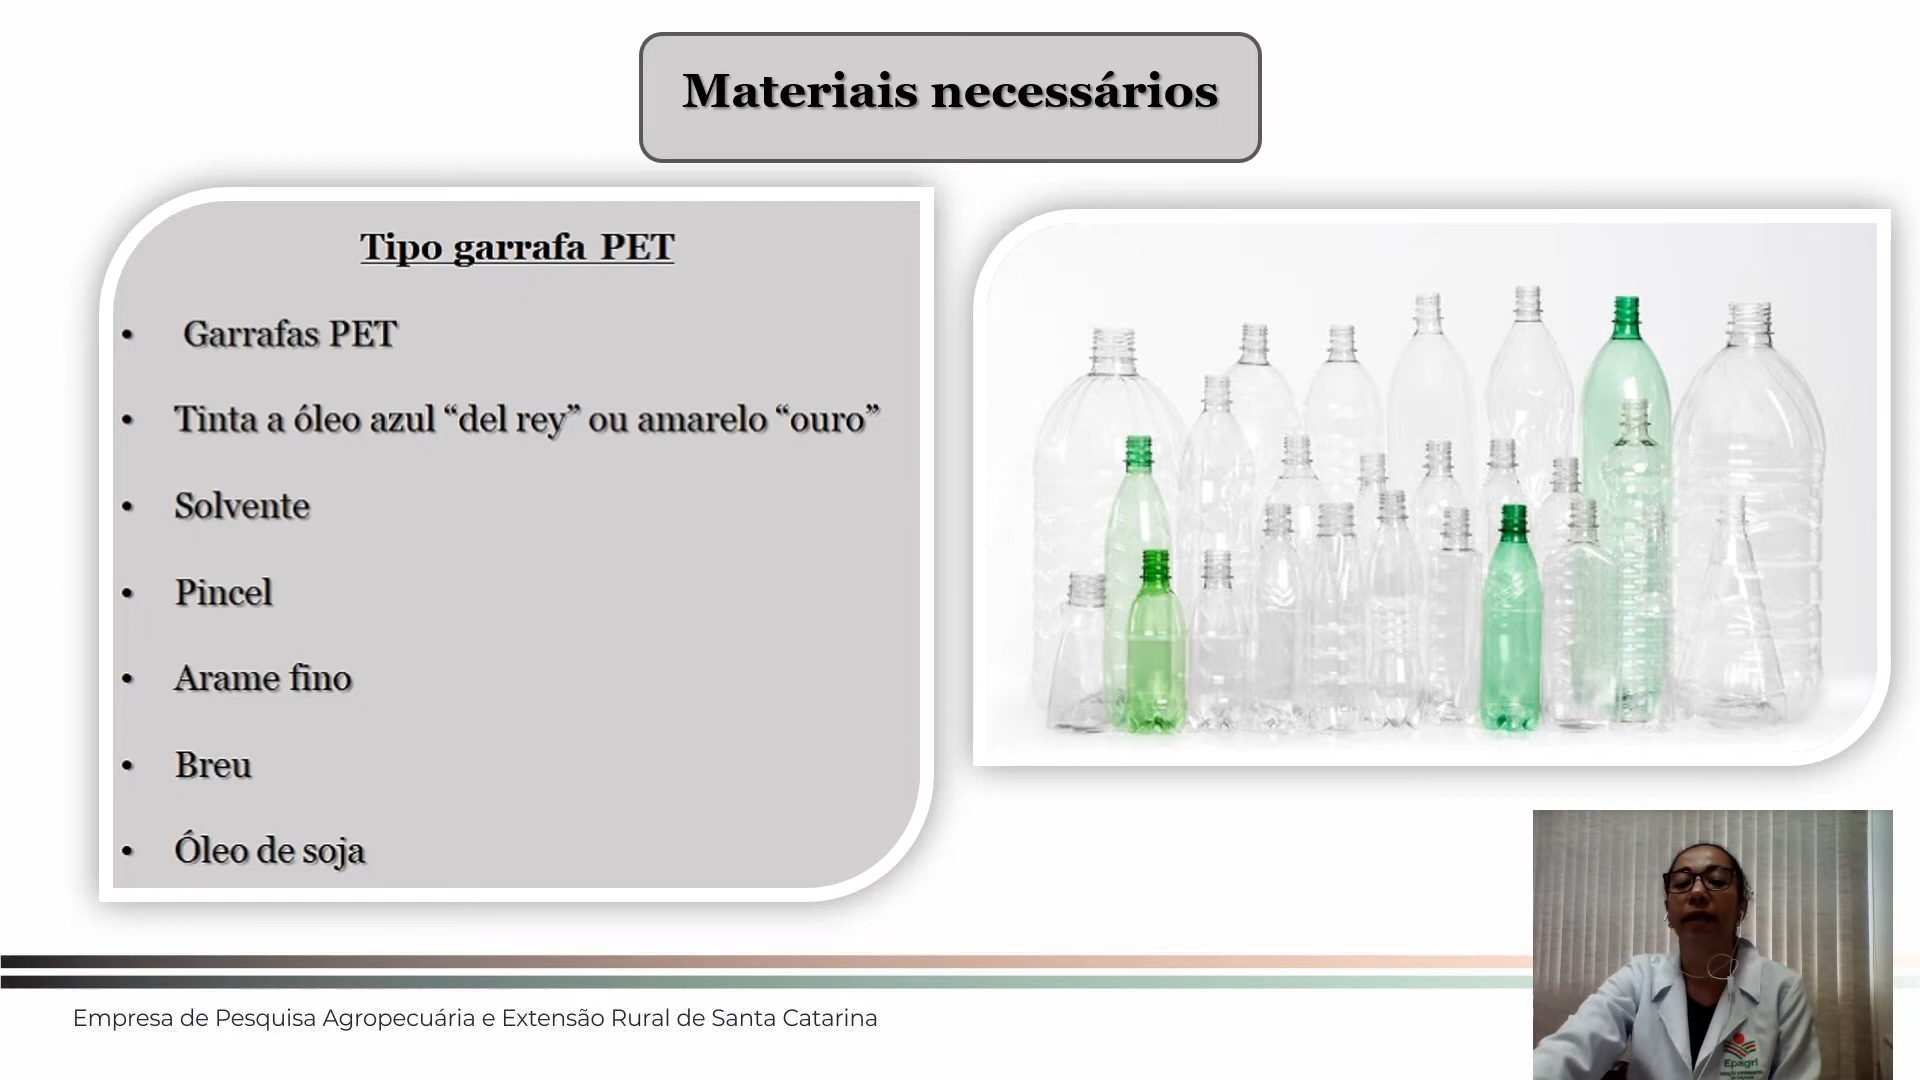 Materiais necessários
Tipo garrafa PET
• Garrafas PET
• Tinta a óleo azul “del rey” ou amarelo “ouro”
• Solvente
• Pincel
• Arame fino
• Breu
• Óleo de soja
Empresa de Pesquisa Agropecuária e Extensão Rural de Santa Catarina
Epagri